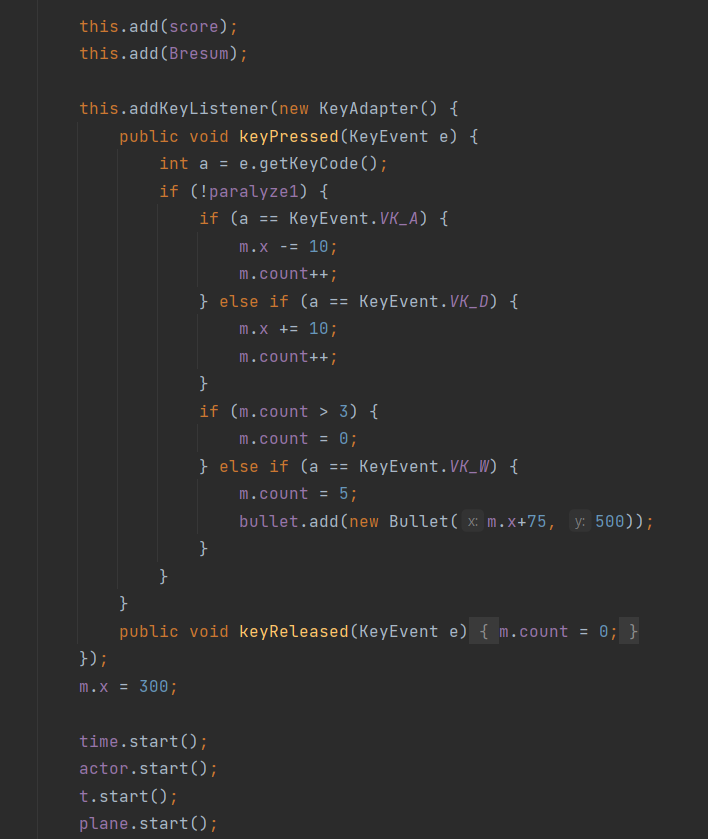 this.add(score);
this.add(Bresum);
this.addKeyListener(new KeyAdapter() {
public void keyPressed(KeyEvent e) {
int a = e.getKeyCode();
if (!paralyze1) {
if (a == KeyEvent.VK_A) {
m.x -= 10;
m.count++;
} else if (a == KeyEvent.VK_D) {
m.x += 10;
m.count++;
}
if (m.count > 3) {
m.count = 0;
} else if (a == KeyEvent.VK_W) {
m.count = 5;
bullet.add(new Bullet( x: m.x+75, y: 500));
}
}
}
public void keyReleased(KeyEvent e) { m.count = 0; }
});
m.x = 300;
time.start();
actor.start();
t.start();
plane.start();